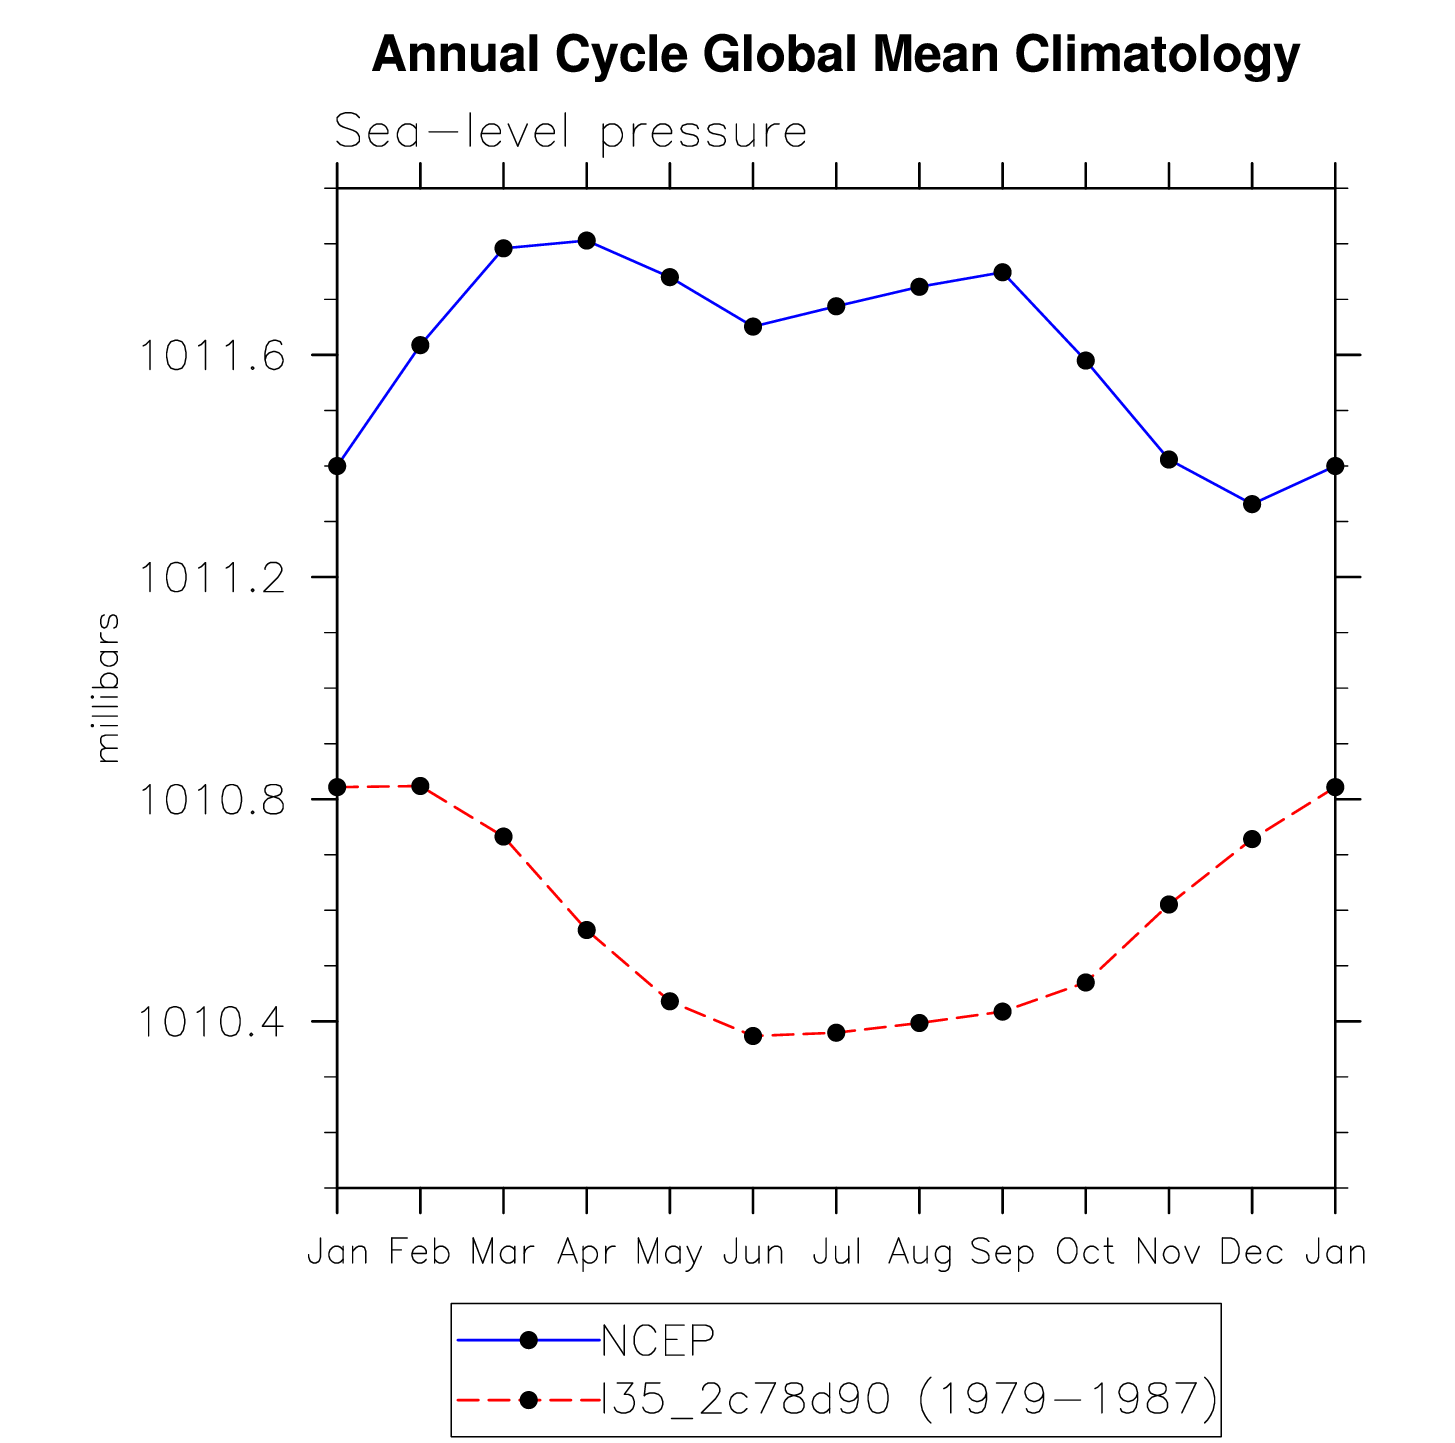 Annual Cycle Global Mean Climatology
Sea-level pressure
1011.6
1011.2
1010.8
1010.4
millibars
Jan Feb Mar Apr May Jun Jul Aug Sep Oct Nov Dec Jan
NCEP
l35_2c78d90 (1979-1987)